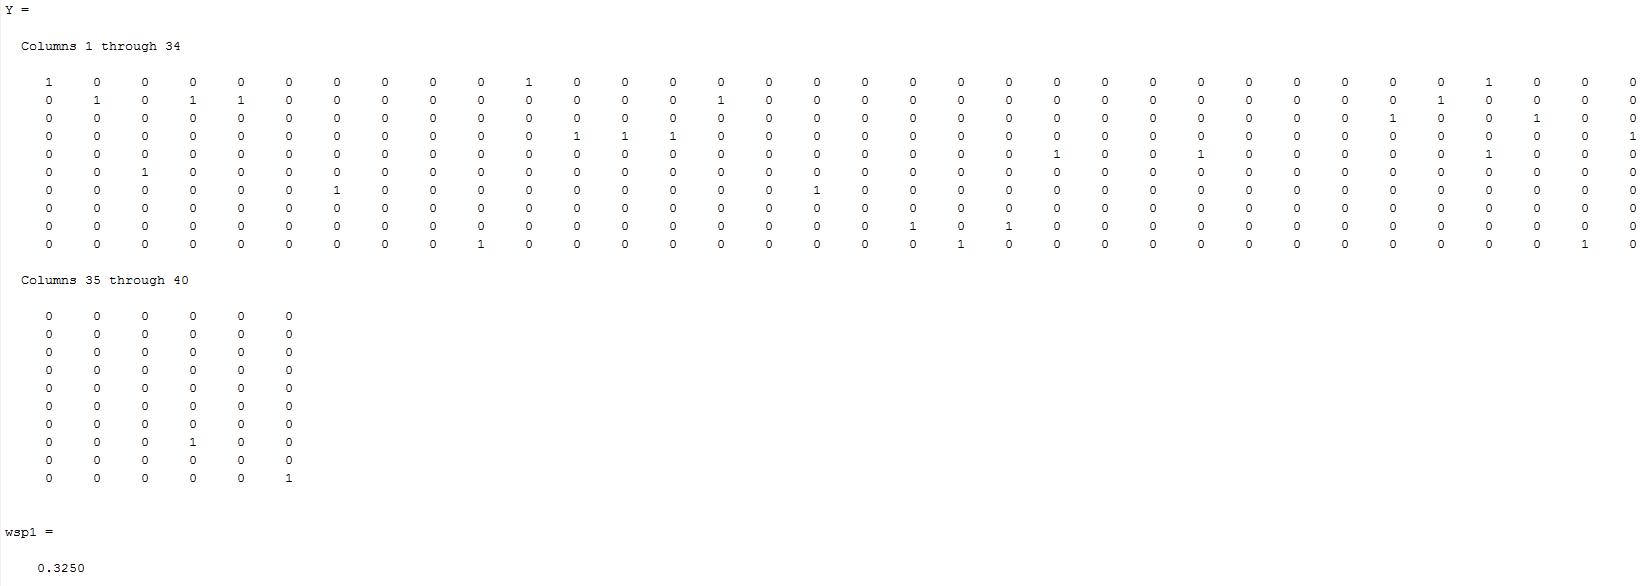 Y =
Columns 1 through 34
1 0 0 0 0 0 0 0 0 0 1 0 0 0 0 0 0 0 0 0 0 0 0 0 0 0 0 0 0 0 1 0 0 0
0 1 0 1 1 0 0 0 0 0 0 0 0 0 1 0 0 0 0 0 0 0 0 0 0 0 0 0 0 1 0 0 0 0
0 0 0 0 0 0 0 0 0 0 0 0 0 0 0 0 0 0 0 0 0 0 0 0 0 0 0 0 1 0 0 1 0 0
0 0 0 0 0 0 0 0 0 0 0 1 1 1 0 0 0 0 0 0 0 0 0 0 0 0 0 0 0 0 0 0 0 1
0 0 0 0 0 0 0 0 0 0 0 0 0 0 0 0 0 0 0 0 0 1 0 0 1 0 0 0 0 0 1 0 0 0
0 0 1 0 0 0 0 0 0 0 0 0 0 0 0 0 0 0 0 0 0 0 0 0 0 0 0 0 0 0 0 0 0 0
0 0 0 0 0 0 1 0 0 0 0 0 0 0 0 0 1 0 0 0 0 0 0 0 0 0 0 0 0 0 0 0 0 0
0 0 0 0 0 0 0 0 0 0 0 0 0 0 0 0 0 0 0 0 0 0 0 0 0 0 0 0 0 0 0 0 0 0
0 0 0 0 0 0 0 0 0 0 0 0 0 0 0 0 0 0 1 0 1 0 0 0 0 0 0 0 0 0 0 0 0 0
0 0 0 0 0 0 0 0 0 1 0 0 0 0 0 0 0 0 0 1 0 0 0 0 0 0 0 0 0 0 0 0 1 0
Columns 35 through 40
0 0 0 0 0 0
0 0 0 0 0 0
0 0 0 0 0 0
0 0 0 0 0 0
0 0 0 0 0 0
0 0 0 0 0 0
0 0 0 0 0 0
0 0 0 1 0 0
0 0 0 0 0 0
0 0 0 0 0 1
wsp1 =
0.3250